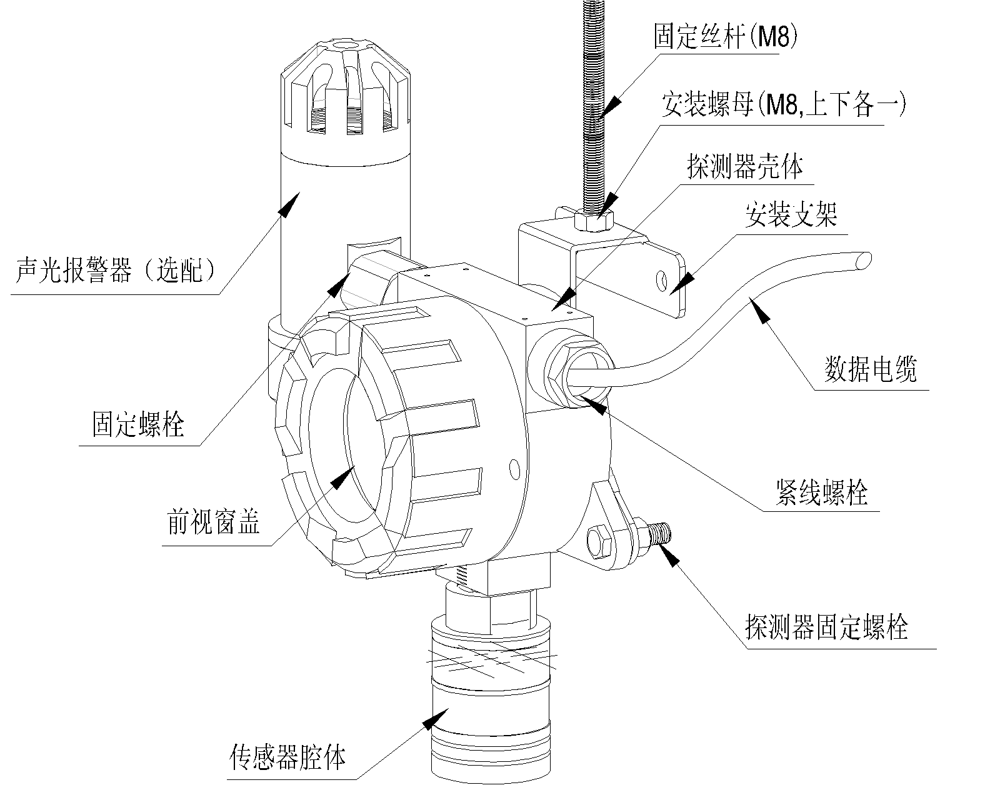 固定丝杆(M8)
安装螺母(M8,上下各一)
探测器壳体
安装支架
声光报警器（选配）
数据电缆
固定螺栓
紧线螺栓
前视窗盖
探测器固定螺栓
传感器腔体